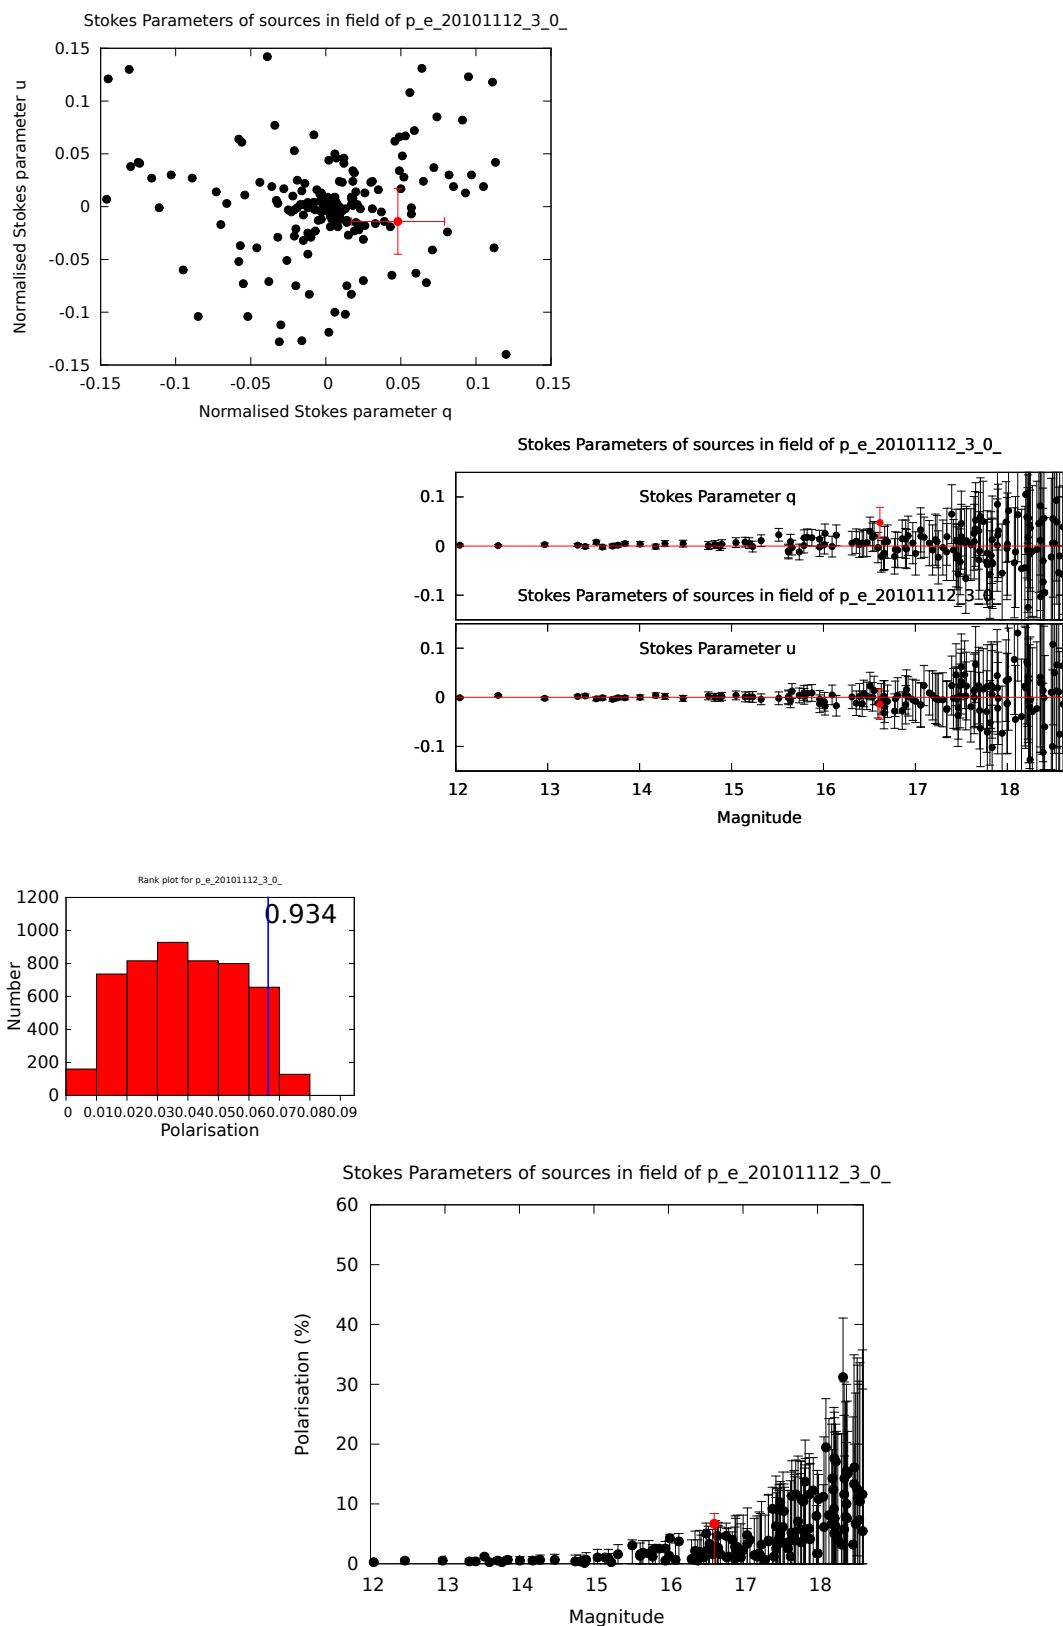 Stokes Parameters of sources in field of p_e_20101112_3_0_
0.15
0.1
0.05
0
-0.05
-0.1
-0.15
Normalised Stokes parameter u
-0.15 -0.1 -0.05 0 0.05 0.1 0.15
Normalised Stokes parameter q
Stokes Parameters of sources in field of p_e_20101112_3_0_
0.1
0
-0.1
Stokes Parameter q
Stokes Parameters of sources in field of p_e_20101112_3_0_
0.1
0
-0.1
Stokes Parameter u
12 13 14 15 16 17 18
Magnitude
Rank plot for p_e_20101112_3_0_
1200
1000
800
600
400
200
0
Number
0.934
0 0.01 0.02 0.03 0.04 0.05 0.06 0.07 0.08 0.09
Polarisation
Stokes Parameters of sources in field of p_e_20101112_3_0_
60
50
40
30
20
10
0
Polarisation (%)
12 13 14 15 16 17 18
Magnitude